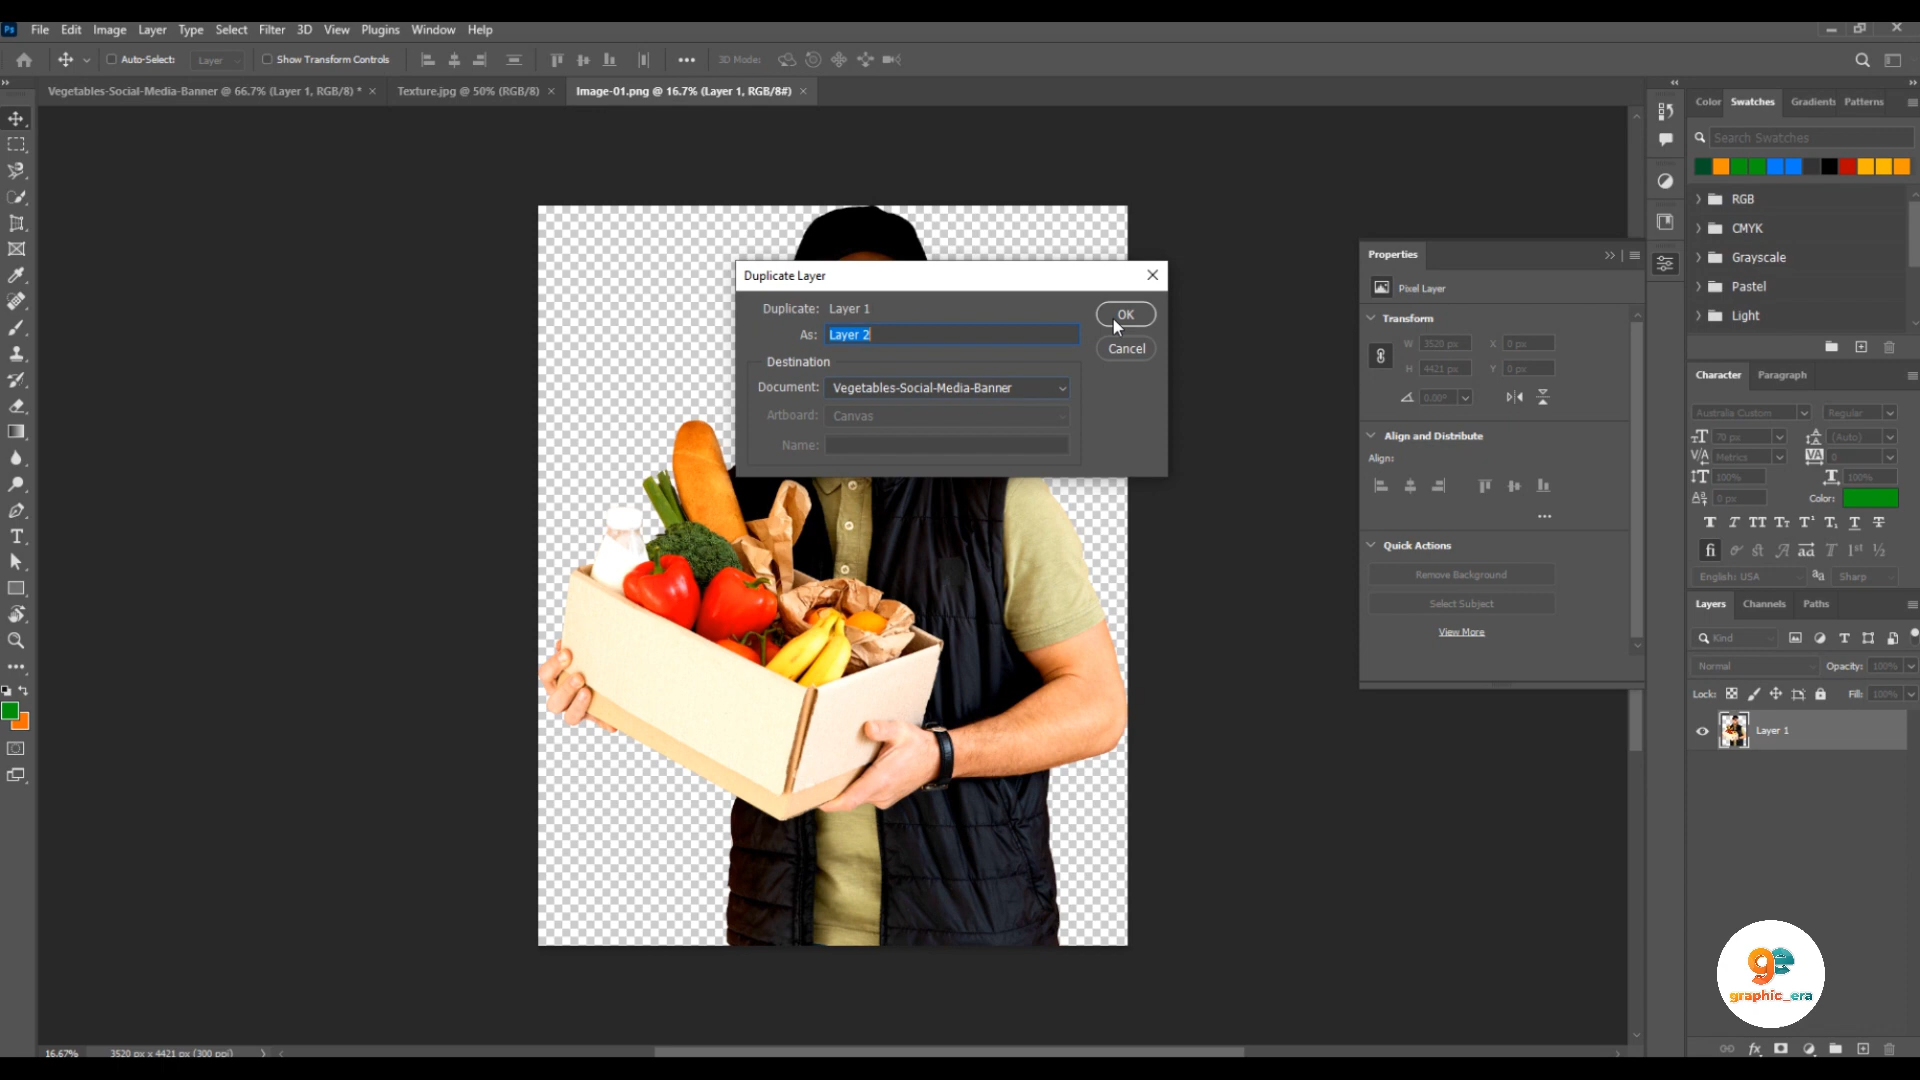 Ps File Edit Image Layer Type Select Filter 3D View Plugins Window Help
Auto-Select: Layer Show Transform Controls 3D Mode:
Vegetables-Social-Media-Banner @ 66.7% (Layer 1, RGB/8) * × Texture.jpg @ 50% (RGB/8) × Image-01.png @ 16.7% (Layer 1, RGB/8#) ×
Color Swatches Gradients Patterns
Search Swatches
RGB
CMYK
Grayscale
Pastel
Light
Duplicate Layer
Duplicate: Layer 1
As: Layer 2
OK
Cancel
Destination
Document: Vegetables-Social-Media-Banner
Artboard: Canvas
Name:
Properties
Pixel Layer
Transform
W 3520 px X 0 px
H 4421 px Y 0 px
0.00°
Align and Distribute
Align:
Quick Actions
Remove Background
Select Subject
View More
Character Paragraph
Australia Custom Regular
70 px (Auto)
Metrics 0
100% 100%
0 px Color:
English: USA Sharp
Layers Channels Paths
Kind
Normal Opacity: 100%
Lock: Fill: 100%
Layer 1
ge
graphic_era
16.67% 3520 px x 4421 px (300 ppi)